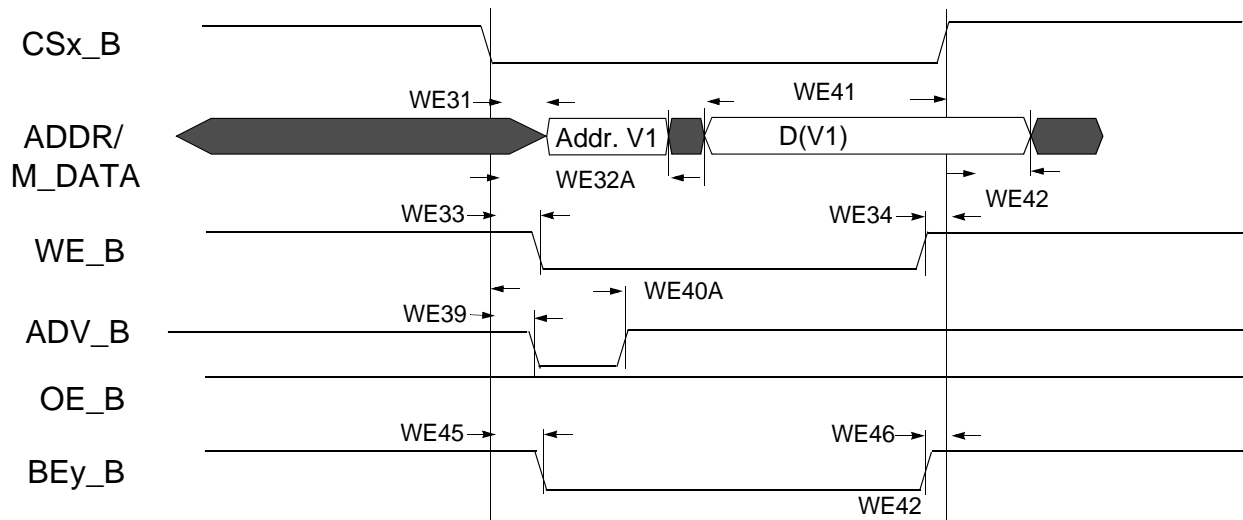 CSx_B
WE31
WE41
ADDR/
M_DATA
Addr. V1
D(V1)
WE32A
WE42
WE33
WE34
WE_B
WE40A
WE39
ADV_B
OE_B
WE45
WE46
BEy_B
WE42